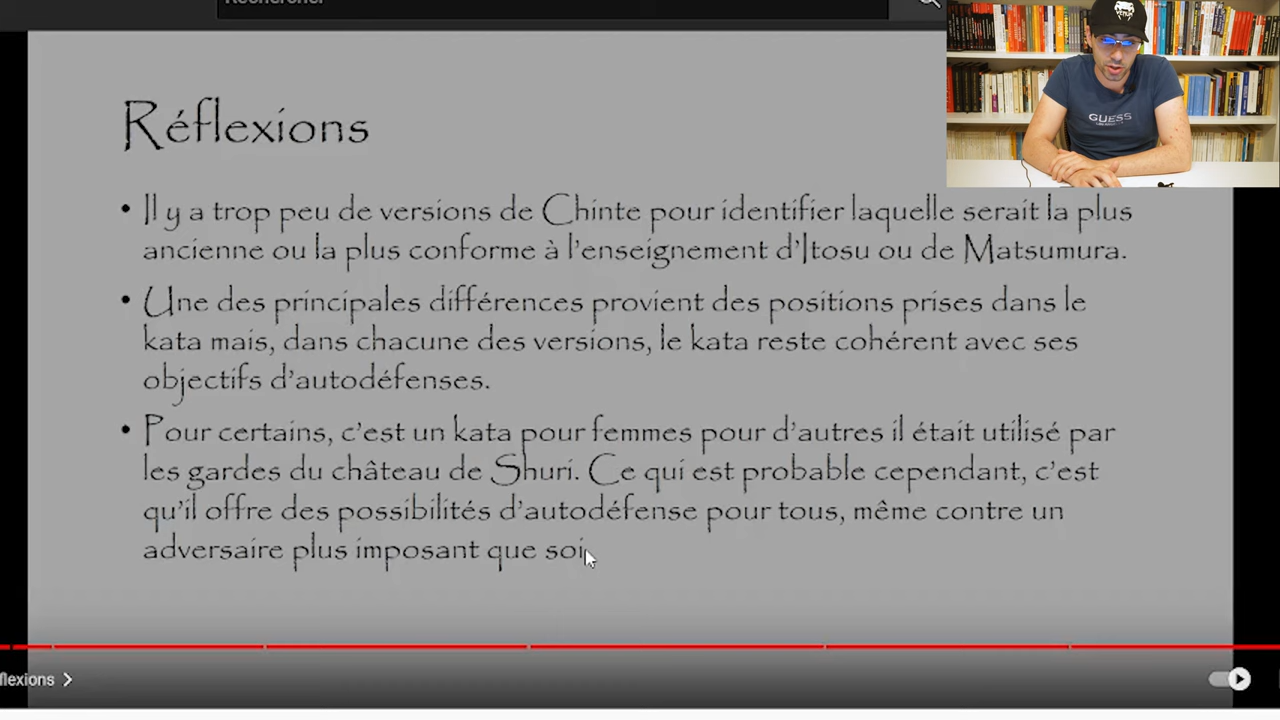 Rechercher
Réflexions
• Il y a trop peu de versions de Chinte pour identifier laquelle serait la plus
ancienne ou la plus conforme à l'enseignement d'Itosu ou de Matsumura.
• Une des principales différences provient des positions prises dans le
kata mais, dans chacune des versions, le kata reste cohérent avec ses
objectifs d'autodéfenses.
• Pour certains, c'est un kata pour femmes pour d'autres il était utilisé par
les gardes du château de Shuri. Ce qui est probable cependant, c'est
qu'il offre des possibilités d'autodéfense pour tous, même contre un
adversaire plus imposant que soi.
flexions
GUESS